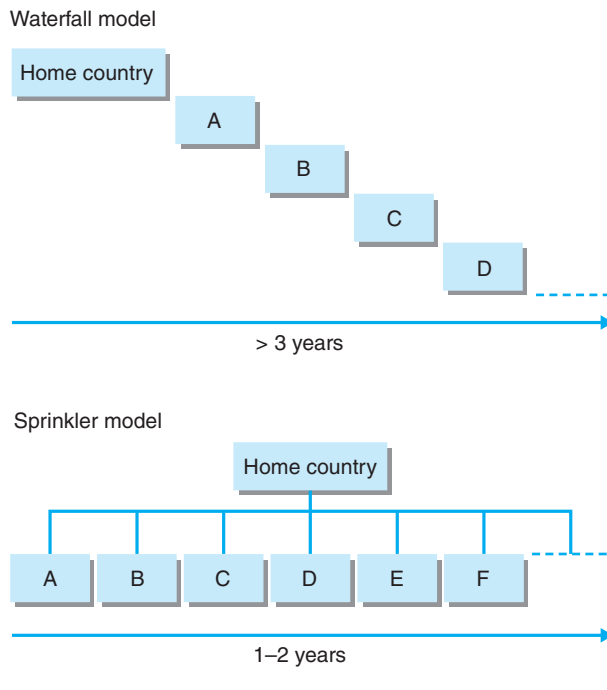 Waterfall model
Home country
A
B
C
D
> 3 years
Sprinkler model
Home country
A B C D E F
1–2 years